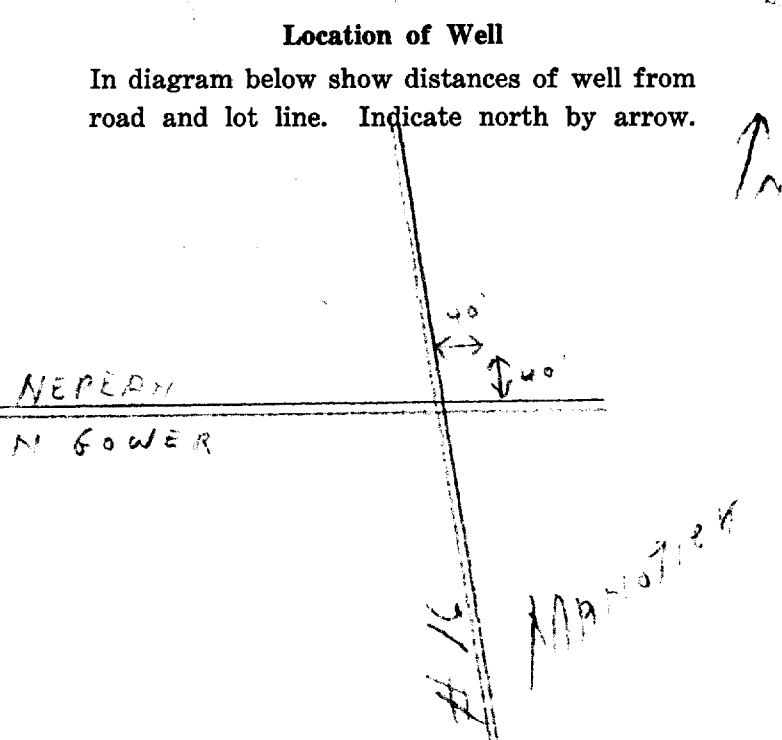 Location of Well
In diagram below show distances of well from
road and lot line. Indicate north by arrow.
N
40'
40'
NEPEAN
N GOWER
# 16
MANOTICK